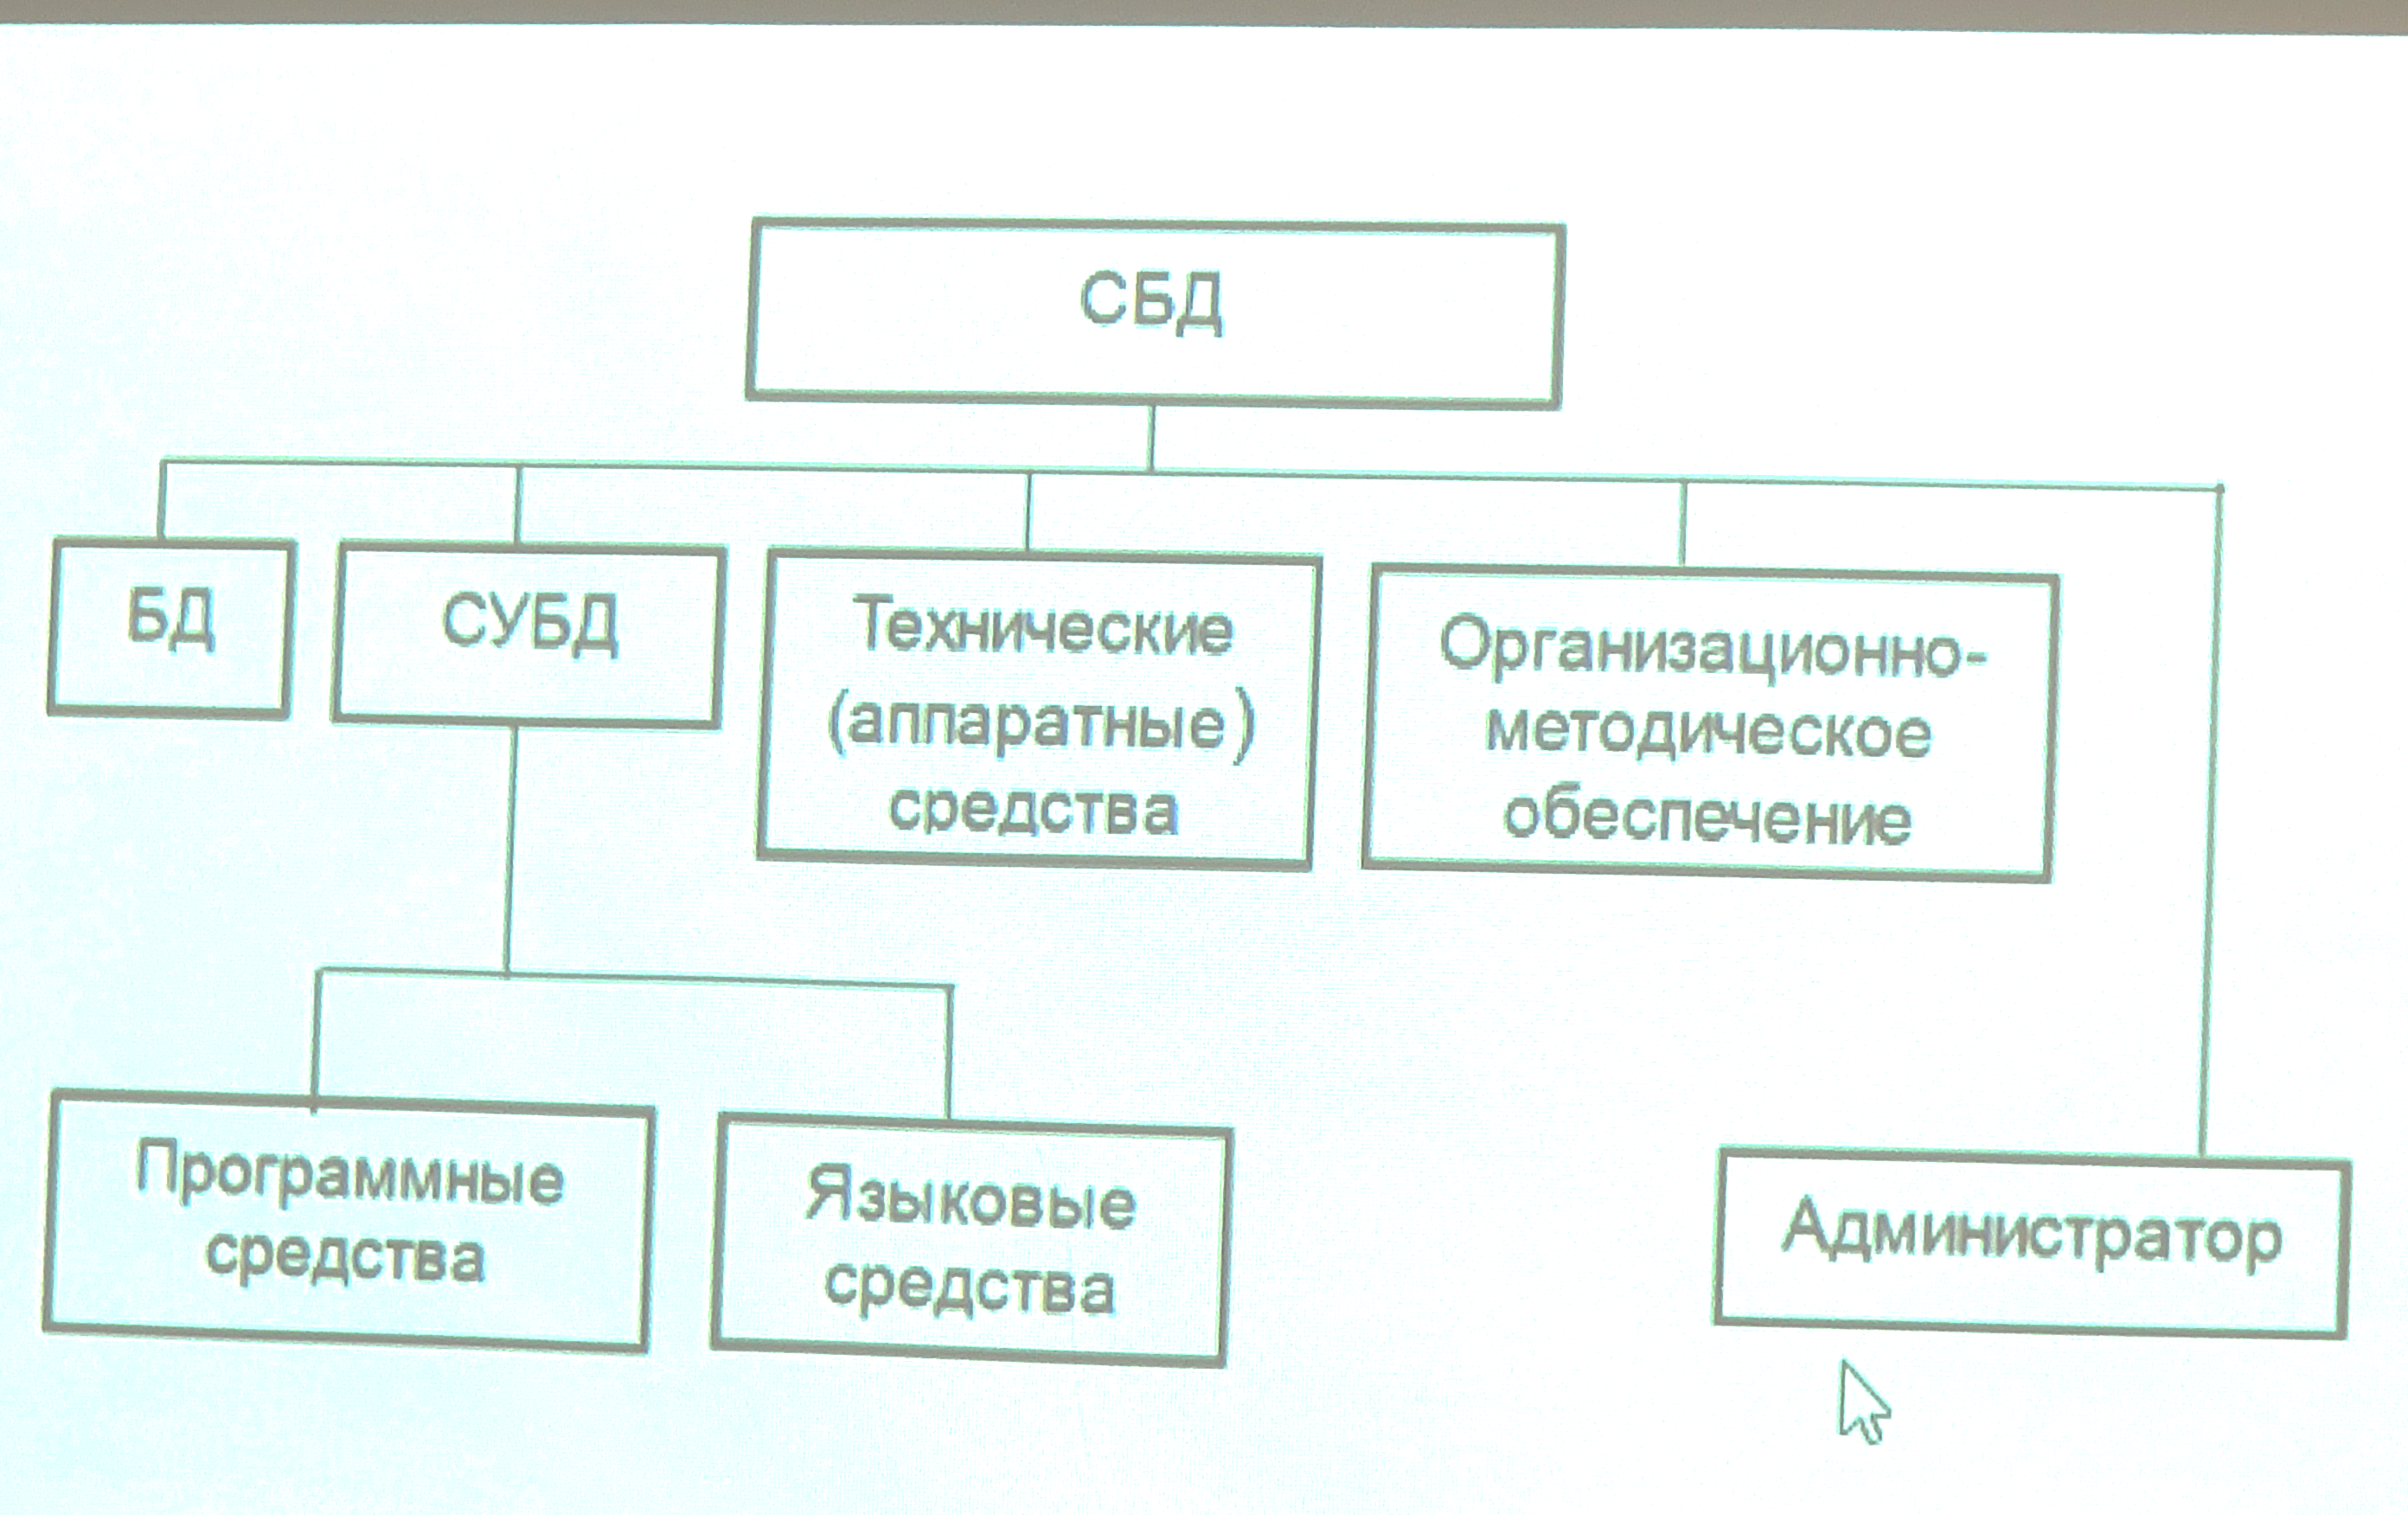 СБД
БД
СУБД
Технические
(аппаратные)
средства
Организационно-
методическое
обеспечение
Программные
средства
Языковые
средства
Администратор